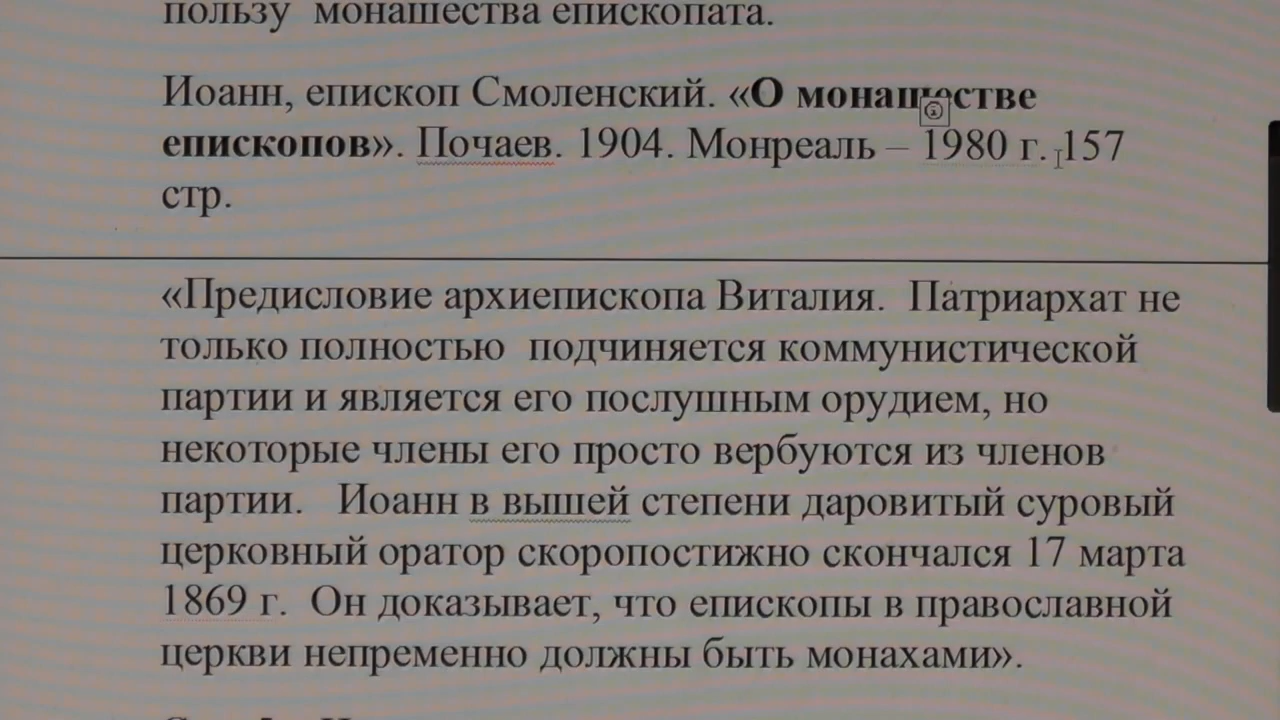 пользу монашества епископата.
Иоанн, епископ Смоленский. «О монашестве
епископов». Почаев. 1904. Монреаль – 1980 г. 157
стр.
«Предисловие архиепископа Виталия. Патриархат не
только полностью подчиняется коммунистической
партии и является его послушным орудием, но
некоторые члены его просто вербуются из членов
партии. Иоанн в вышей степени даровитый суровый
церковный оратор скоропостижно скончался 17 марта
1869 г. Он доказывает, что епископы в православной
церкви непременно должны быть монахами».